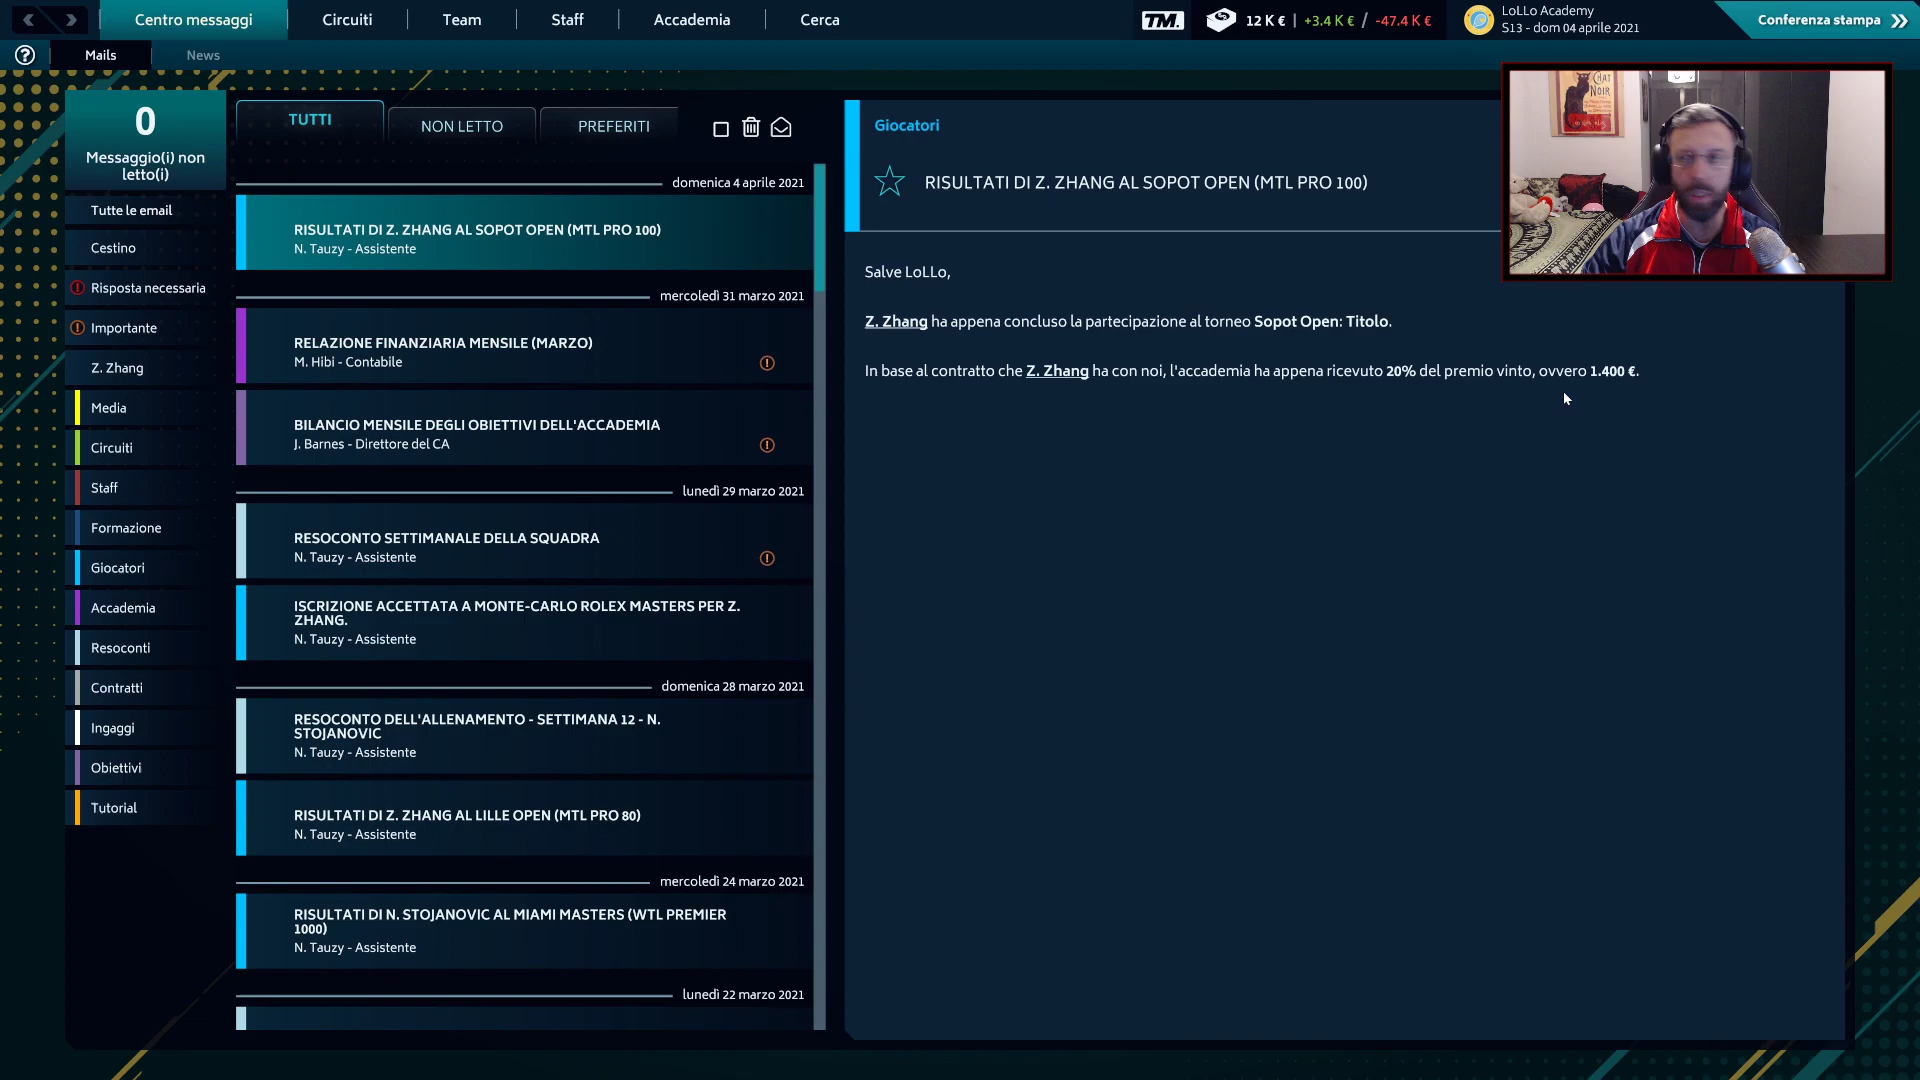 Centro messaggi
Circuiti
Team
Staff
Accademia
Cerca
TM.
12 K € | +3.4 K € / -47.4 K €
LoLLo Academy
S13 - dom 04 aprile 2021
Conferenza stampa
Mails
News
0
Messaggio(i) non
letto(i)
Tutte le email
Cestino
Risposta necessaria
Importante
Z. Zhang
Media
Circuiti
Staff
Formazione
Giocatori
Accademia
Resoconti
Contratti
Ingaggi
Obiettivi
Tutorial
TUTTI
NON LETTO
PREFERITI
domenica 4 aprile 2021
RISULTATI DI Z. ZHANG AL SOPOT OPEN (MTL PRO 100)
N. Tauzy - Assistente
mercoledì 31 marzo 2021
RELAZIONE FINANZIARIA MENSILE (MARZO)
M. Hibi - Contabile
BILANCIO MENSILE DEGLI OBIETTIVI DELL'ACCADEMIA
J. Barnes - Direttore del CA
lunedì 29 marzo 2021
RESOCONTO SETTIMANALE DELLA SQUADRA
N. Tauzy - Assistente
ISCRIZIONE ACCETTATA A MONTE-CARLO ROLEX MASTERS PER Z.
ZHANG.
N. Tauzy - Assistente
domenica 28 marzo 2021
RESOCONTO DELL'ALLENAMENTO - SETTIMANA 12 - N.
STOJANOVIC
N. Tauzy - Assistente
RISULTATI DI Z. ZHANG AL LILLE OPEN (MTL PRO 80)
N. Tauzy - Assistente
mercoledì 24 marzo 2021
RISULTATI DI N. STOJANOVIC AL MIAMI MASTERS (WTL PREMIER
1000)
N. Tauzy - Assistente
lunedì 22 marzo 2021
Giocatori
RISULTATI DI Z. ZHANG AL SOPOT OPEN (MTL PRO 100)
Salve LoLLo,
Z. Zhang ha appena concluso la partecipazione al torneo Sopot Open: Titolo.
In base al contratto che Z. Zhang ha con noi, l'accademia ha appena ricevuto 20% del premio vinto, ovvero 1.400 €.
CHAT
NOIR